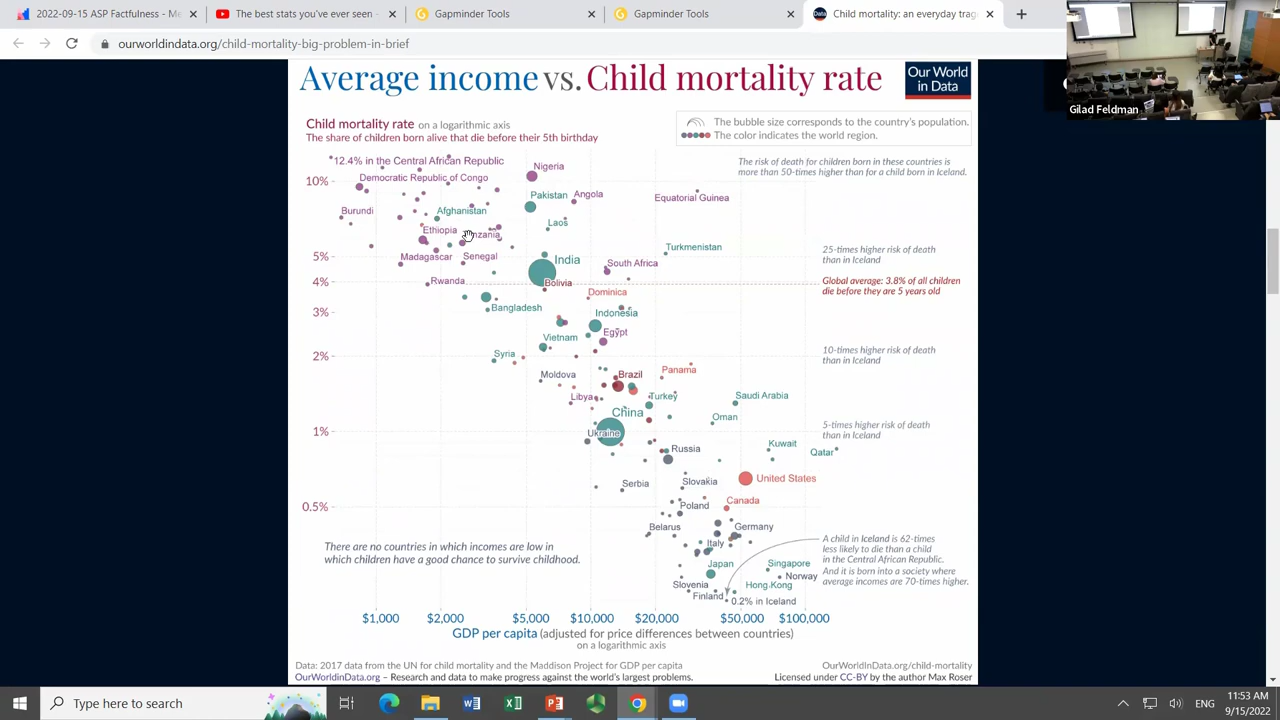 2022-09-15 ASP Fastfulness - Me
The best stats you've ever seen
Gapminder Tools
Gapminder Tools
Child mortality: an everyday trag
ourworldindata.org/child-mortality-big-problem-in-brief
Gilad Feldman
Average income vs. Child mortality rate
Our World
in Data
Child mortality rate on a logarithmic axis
The share of children born alive that die before their 5th birthday
The bubble size corresponds to the country's population.
The color indicates the world region.
*12.4% in the Central African Republic
Nigeria
The risk of death for children born in these countries is
more than 50-times higher than for a child born in Iceland.
10%
Democratic Republic of Congo
Pakistan
Angola
Equatorial Guinea
Burundi
Afghanistan
Laos
Ethiopia
Turkmenistan
25-times higher risk of death
than in Iceland
5%
Madagascar
Senegal
India
South Africa
4%
Rwanda
Bolivia
Global average: 3.8% of all children
die before they are 5 years old
Dominica
Bangladesh
3%
Indonesia
Egypt
Vietnam
2%
Syria
10-times higher risk of death
than in Iceland
Moldova
Brazil
Panama
Libya
Turkey
Saudi Arabia
China
Oman
5-times higher risk of death
than in Iceland
1%
Ukraine
Russia
Kuwait
Qatar
Serbia
Slovakia
United States
0.5%
Poland
Canada
Belarus
Germany
Italy
A child in Iceland is 62-times
less likely to die than a child
in the Central African Republic.
And it is born into a society where
average incomes are 70-times higher.
There are no countries in which incomes are low in
which children have a good chance to survive childhood.
Japan
Singapore
Norway
Slovenia
Hong Kong
Finland
0.2% in Iceland
$1,000
$2,000
$5,000
$10,000
$20,000
$50,000
$100,000
GDP per capita (adjusted for price differences between countries)
on a logarithmic axis
Data: 2017 data from the UN for child mortality and the Maddison Project for GDP per capita
OurWorldinData.org – Research and data to make progress against the world's largest problems.
OurWorldInData.org/child-mortality
Licensed under CC-BY by the author Max Roser
Type here to search
ENG
11:53 AM
9/15/2022